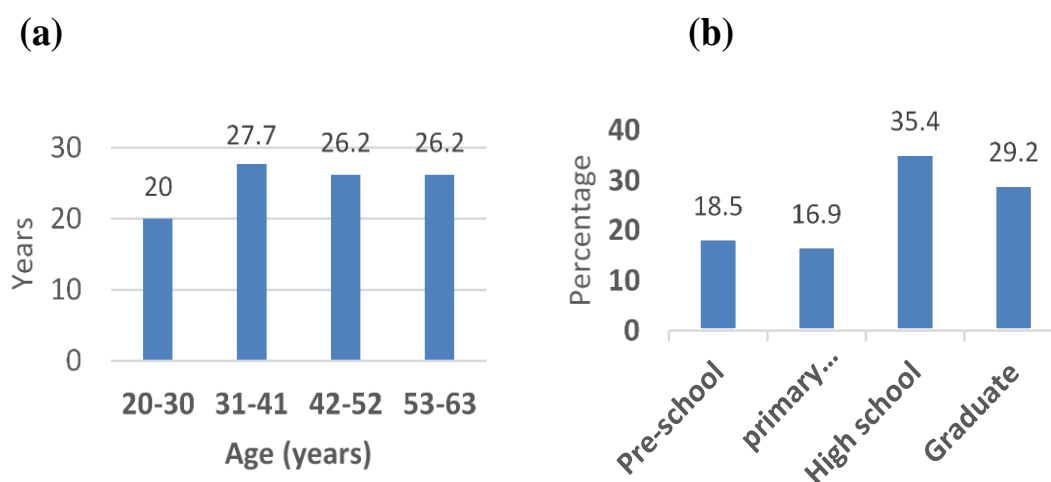 (a)
(b)
Years
30
20
10
0
20
27.7
26.2
26.2
20-30 31-41 42-52 53-63
Age (years)
Percentage
40
30
20
10
0
18.5
16.9
35.4
29.2
Pre-school
primary...
High school
Graduate